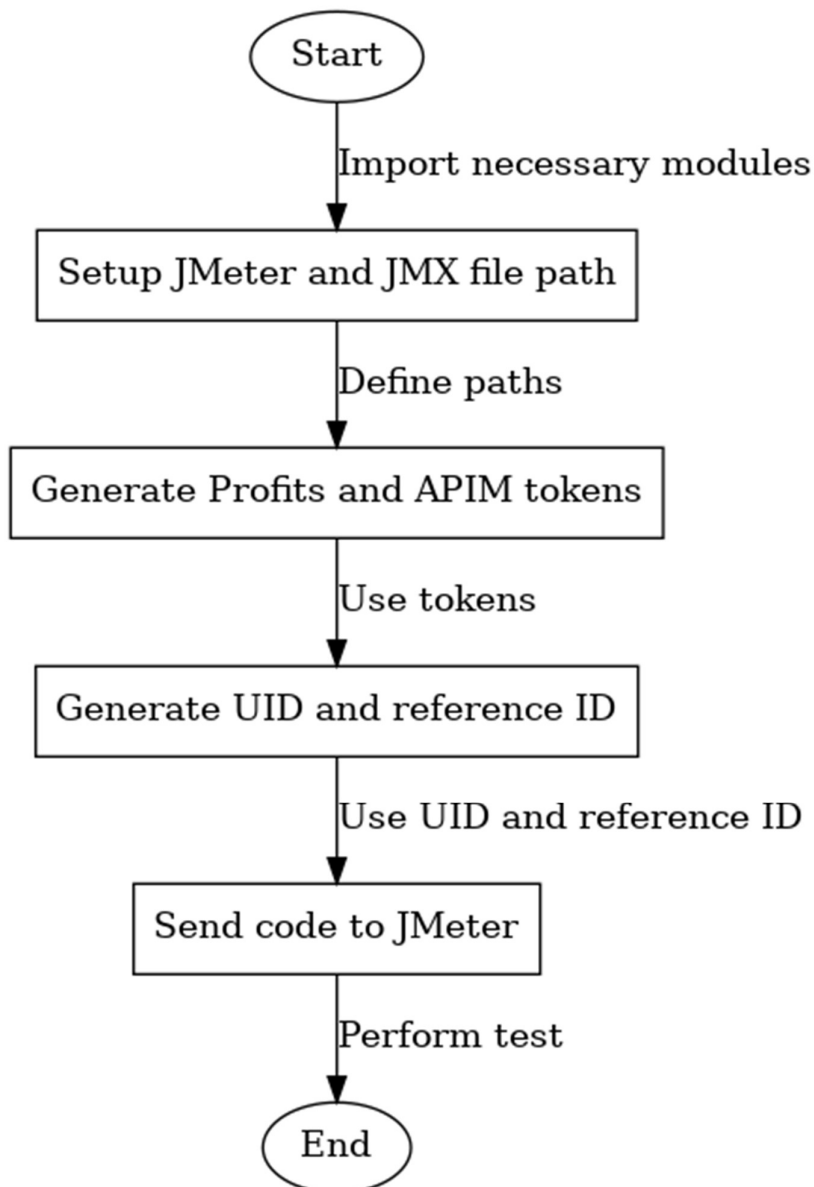 Start
Import necessary modules
Setup JMeter and JMX file path
Define paths
Generate Profits and APIM tokens
Use tokens
Generate UID and reference ID
Use UID and reference ID
Send code to JMeter
Perform test
End